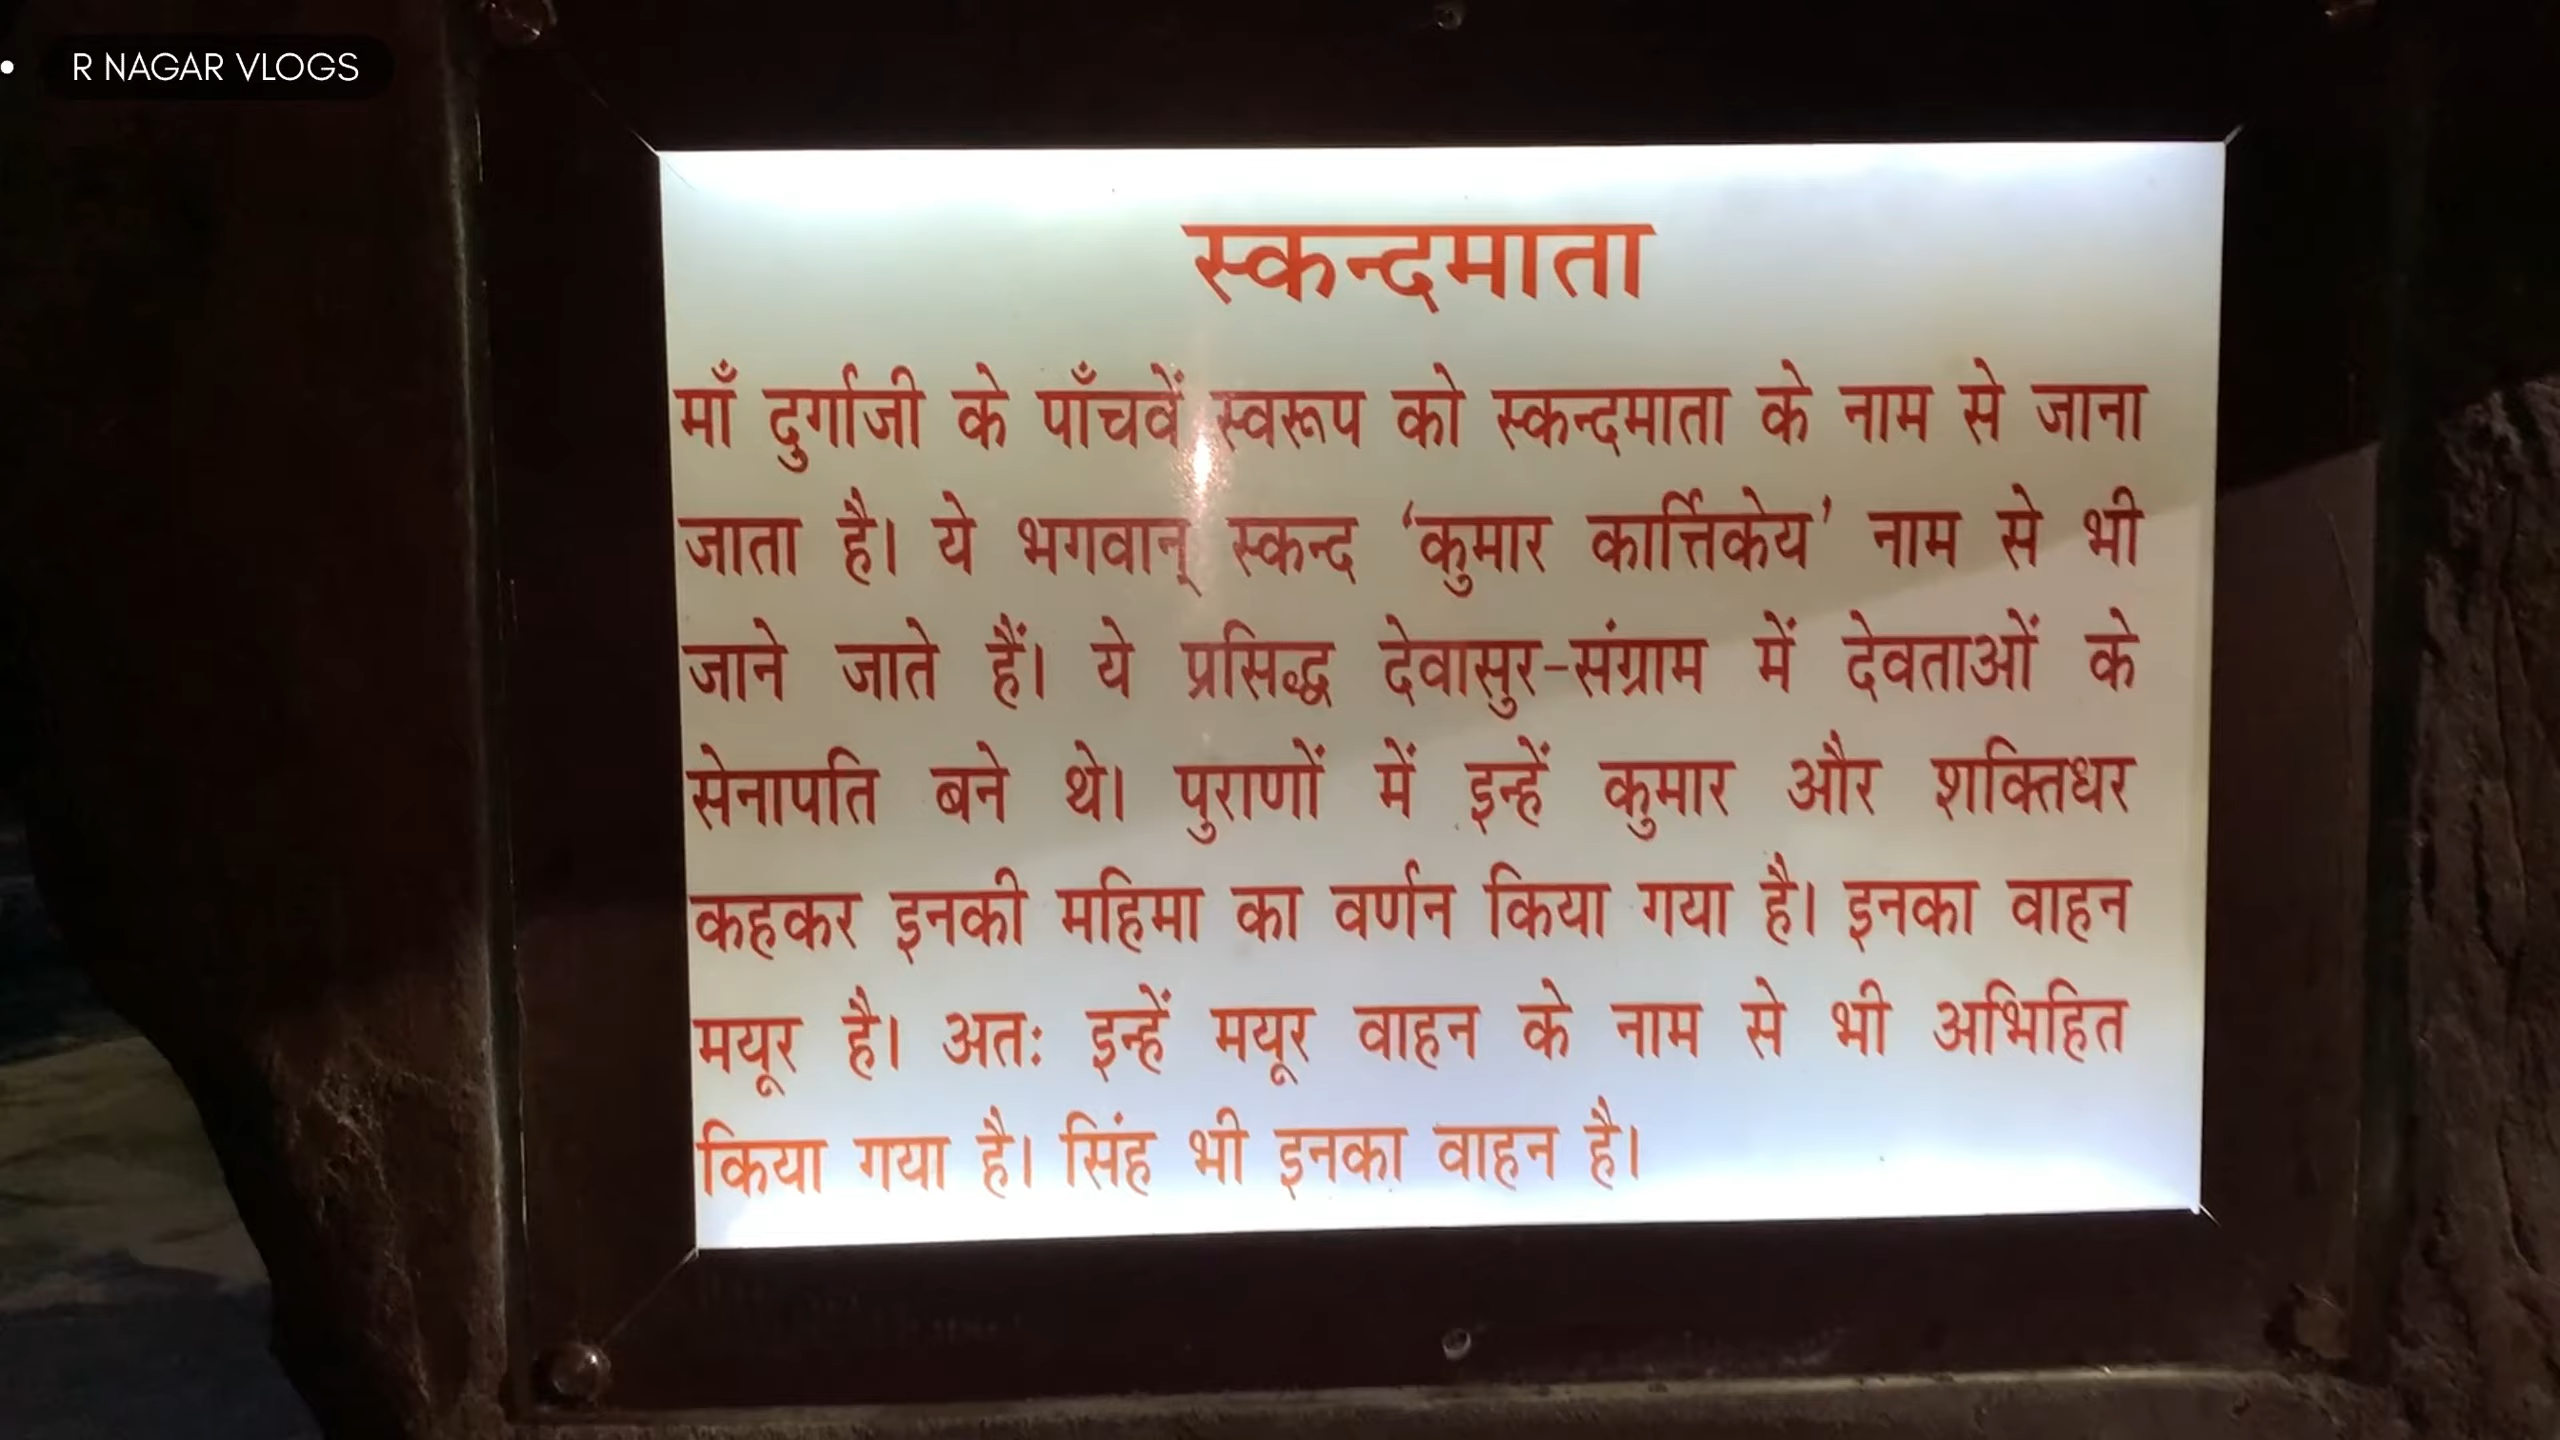 R NAGAR VLOGS
स्कन्दमाता
माँ दुर्गाजी के पाँचवें स्वरूप को स्कन्दमाता के नाम से जाना
जाता है। ये भगवान् स्कन्द ‘कुमार कार्त्तिकेय’ नाम से भी
जाने जाते हैं। ये प्रसिद्ध देवासुर-संग्राम में देवताओं के
सेनापति बने थे। पुराणों में इन्हें कुमार और शक्तिधर
कहकर इनकी महिमा का वर्णन किया गया है। इनका वाहन
मयूर है। अतः इन्हें मयूर वाहन के नाम से भी अभिहित
किया गया है। सिंह भी इनका वाहन है।